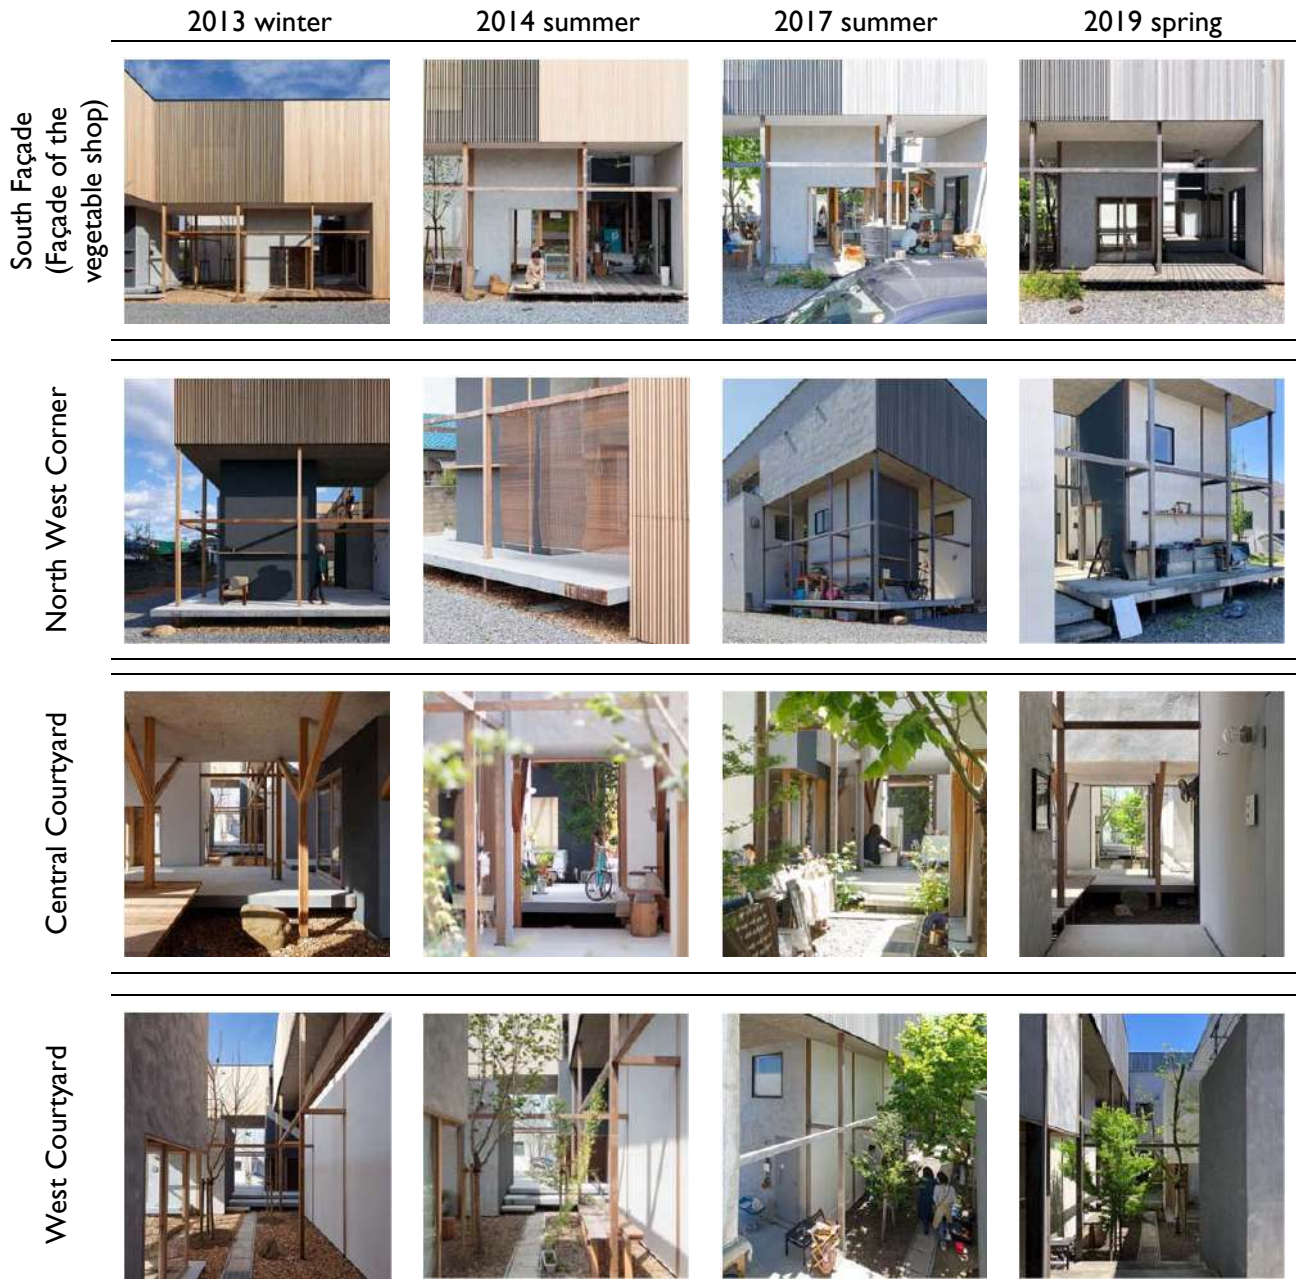 2013 winter
2014 summer
2017 summer
2019 spring
South Façade
(Façade of the
vegetable shop)
North West Corner
Central Courtyard
West Courtyard